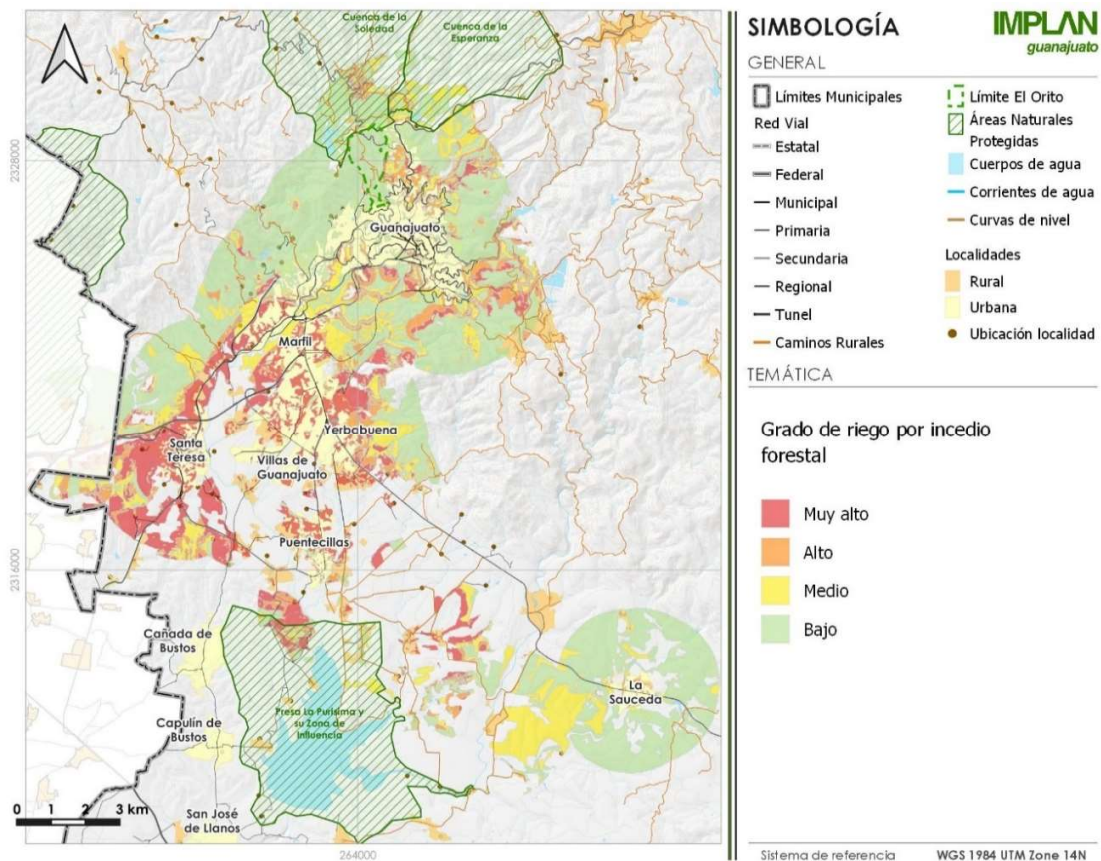 Cuenca de la
Soledad
Cuenca de la
Esperanza
2328000
Guanajuato
Marfil
Santa
Teresa
Yerbabuena
Villas de
Guanajuato
Puentecillas
2316000
Cañada de
Bustos
La
Sauceda
Capulín de
Bustos
Presa La Purísima y
su Zona de
Influencia
0 1 2 3 km
San José
de Llanos
264000
SIMBOLOGÍA
IMPLAN
guanajuato
GENERAL
Límites Municipales
Red Vial
Estatal
Federal
Municipal
Primaria
Secundaria
Regional
Tunel
Caminos Rurales
Límite El Orito
Áreas Naturales
Protegidas
Cuerpos de agua
Corrientes de agua
Curvas de nivel
Localidades
Rural
Urbana
Ubicación localidad
TEMÁTICA
Grado de riego por incedio
forestal
Muy alto
Alto
Medio
Bajo
Sistema de referencia WGS 1984 UTM Zone 14N